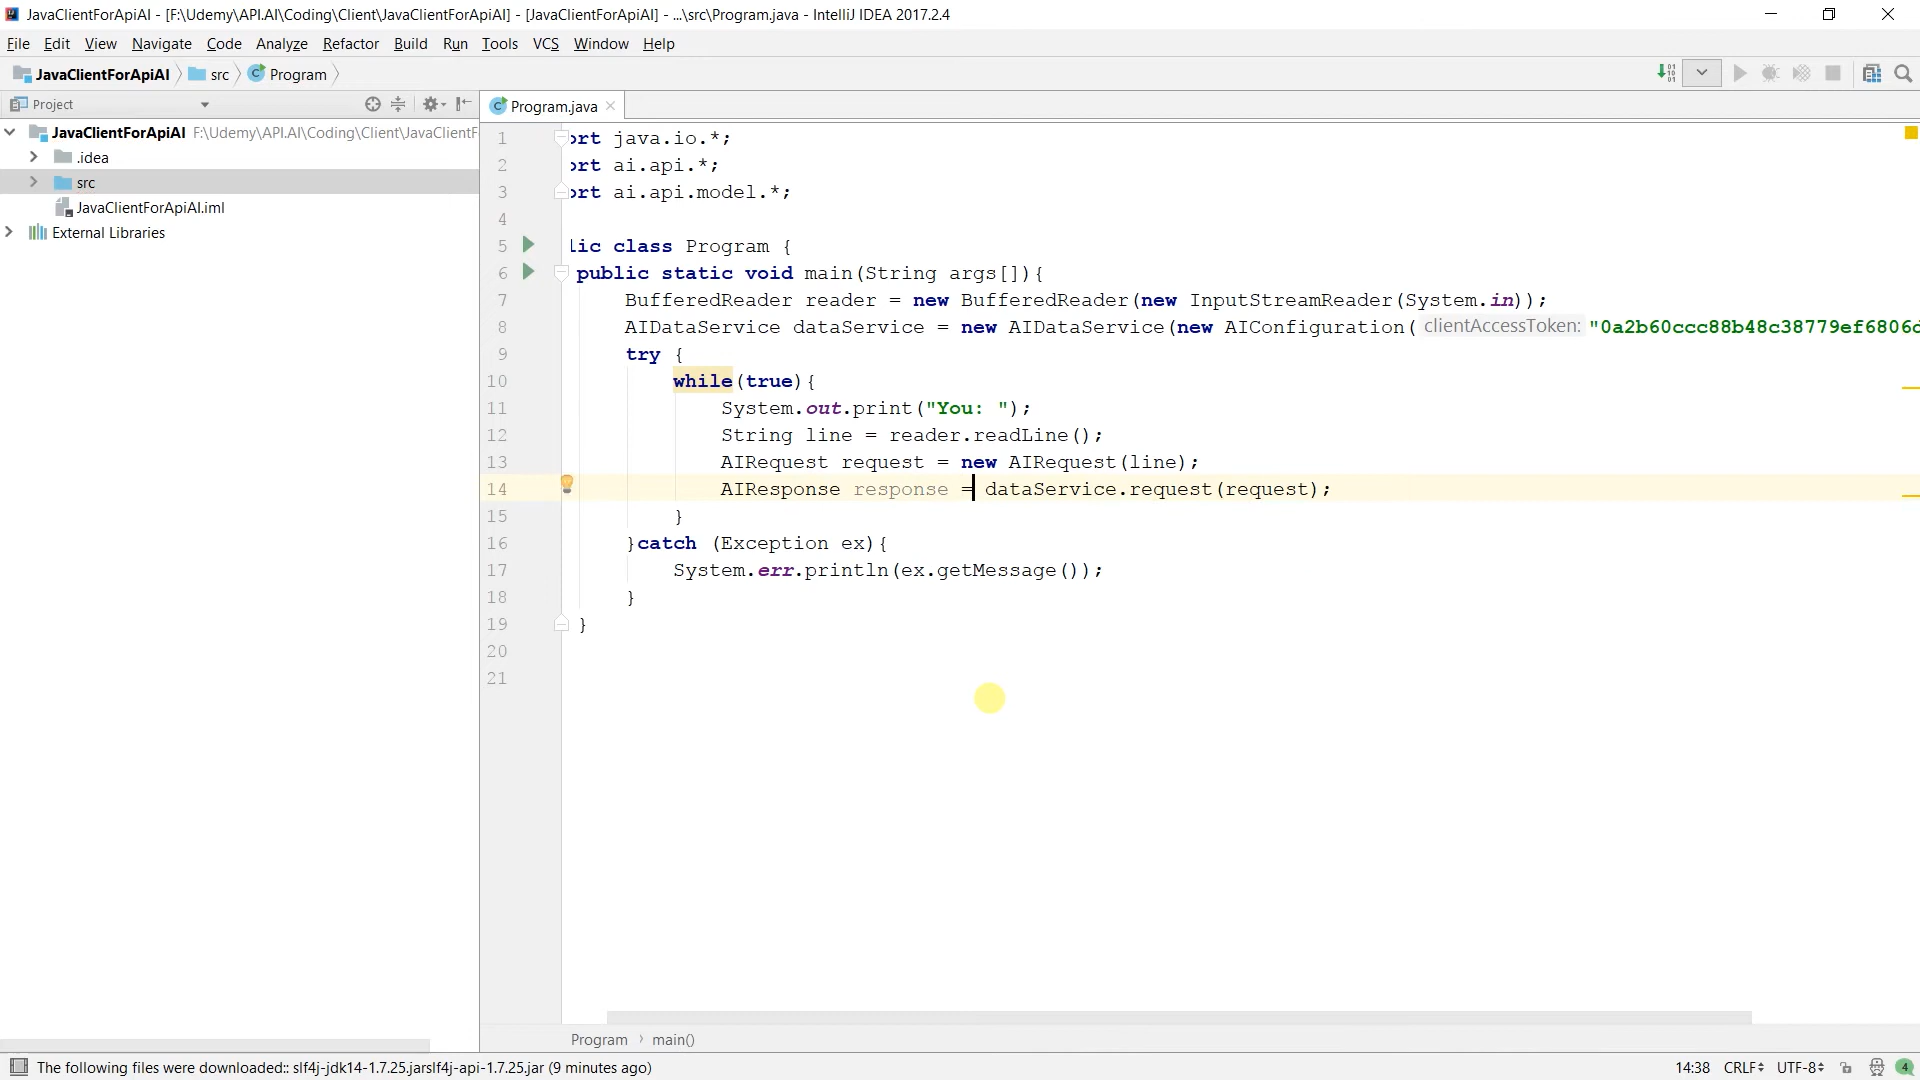 JavaClientForApiAI - [F:\Udemy\API.AI\Coding\Client\JavaClientForApiAI] - [JavaClientForApiAI] - ...\src\Program.java - IntelliJ IDEA 2017.2.4
File Edit View Navigate Code Analyze Refactor Build Run Tools VCS Window Help
JavaClientForApiAI src Program
Project
Program.java
JavaClientForApiAI F:\Udemy\API.AI\Coding\Client\JavaClientF
.idea
src
JavaClientForApiAI.iml
External Libraries
1 ort java.io.*;
2 ort ai.api.*;
3 ort ai.api.model.*;
4
5 lic class Program {
6 public static void main(String args[]){
7 BufferedReader reader = new BufferedReader(new InputStreamReader(System.in));
8 AIDataService dataService = new AIDataService(new AIConfiguration( clientAccessToken: "0a2b60ccc88b48c38779ef6806d
9 try {
10 while(true){
11 System.out.print("You: ");
12 String line = reader.readLine();
13 AIRequest request = new AIRequest(line);
14 AIResponse response = dataService.request(request);
15 }
16 }catch (Exception ex){
17 System.err.println(ex.getMessage());
18 }
19 }
20
21
Program main()
The following files were downloaded:: slf4j-jdk14-1.7.25.jarslf4j-api-1.7.25.jar (9 minutes ago) 14:38 CRLF UTF-8 4